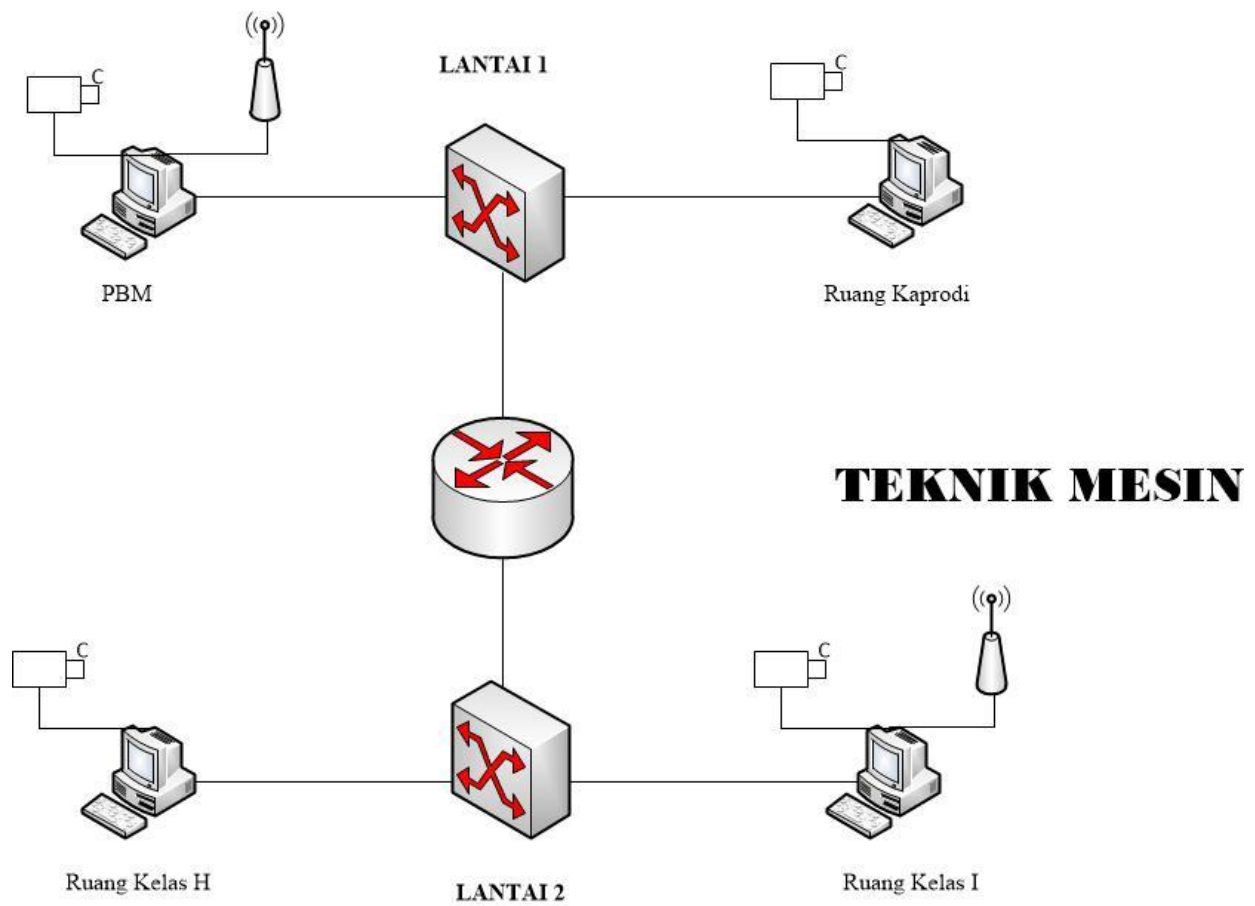 C
C
LANTAI 1
PBM
Ruang Kaprodi
TEKNIK MESIN
C
C
Ruang Kelas H
LANTAI 2
Ruang Kelas I